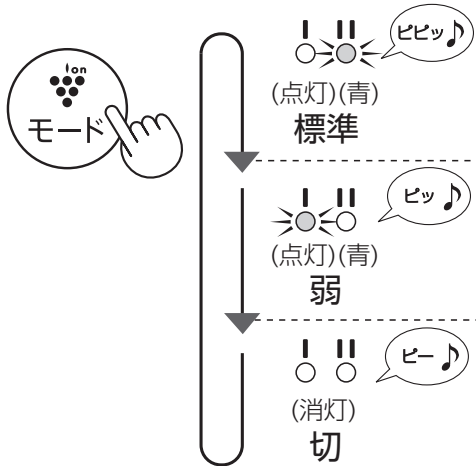 ion
モード
I II
ピピッ♪
(点灯)(青)
標準
I II
ピッ♪
(点灯)(青)
弱
I II
ピー♪
(消灯)
切